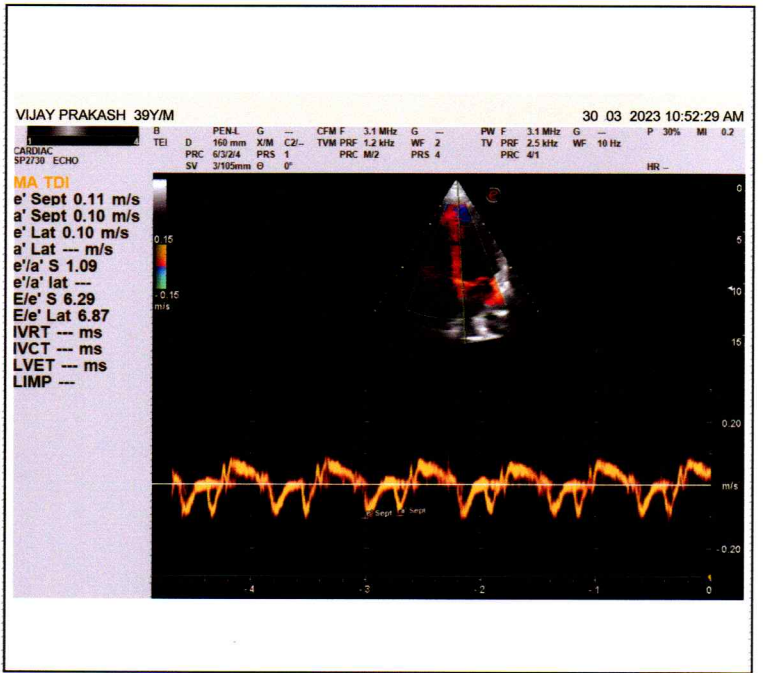 VIJAY PRAKASH 39Y/M 30 03 2023 10:52:29 AM
1 4
CARDIAC
SP2730 ECHO
B PEN-L G --- CFM F 3.1 MHz G --- PW F 3.1 MHz G --- P 30% MI 0.2
TEI D 160 mm X/M C2/-- TVM PRF 1.2 kHz WF 2 TV PRF 2.5 kHz WF 10 Hz
PRC 6/3/2/4 PRS 1 PRC M/2 PRS 4 PRC 4/1
SV 3/105mm Θ 0° HR --
MA TDI
e' Sept 0.11 m/s
a' Sept 0.10 m/s
e' Lat 0.10 m/s
a' Lat --- m/s
e'/a' S 1.09
e'/a' lat ---
E/e' S 6.29
E/e' Lat 6.87
IVRT --- ms
IVCT --- ms
LVET --- ms
LIMP ---
0.15
- 0.15
m/s
0
5
10
15
0.20
m/s
- 0.20
e' Sept a' Sept
- 4 - 3 - 2 - 1 0